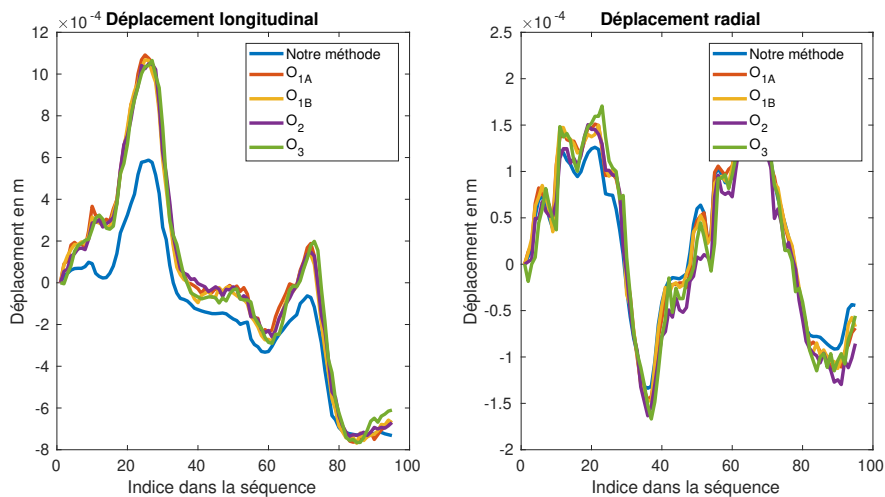 ×10⁻⁴ Déplacement longitudinal
12
10
8
6
4
2
0
-2
-4
-6
-8
0 20 40 60 80 100
Indice dans la séquence
Déplacement en m
Notre méthode
O1A
O1B
O2
O3
×10⁻⁴ Déplacement radial
2.5
2
1.5
1
0.5
0
-0.5
-1
-1.5
-2
0 20 40 60 80 100
Indice dans la séquence
Déplacement en m
Notre méthode
O1A
O1B
O2
O3